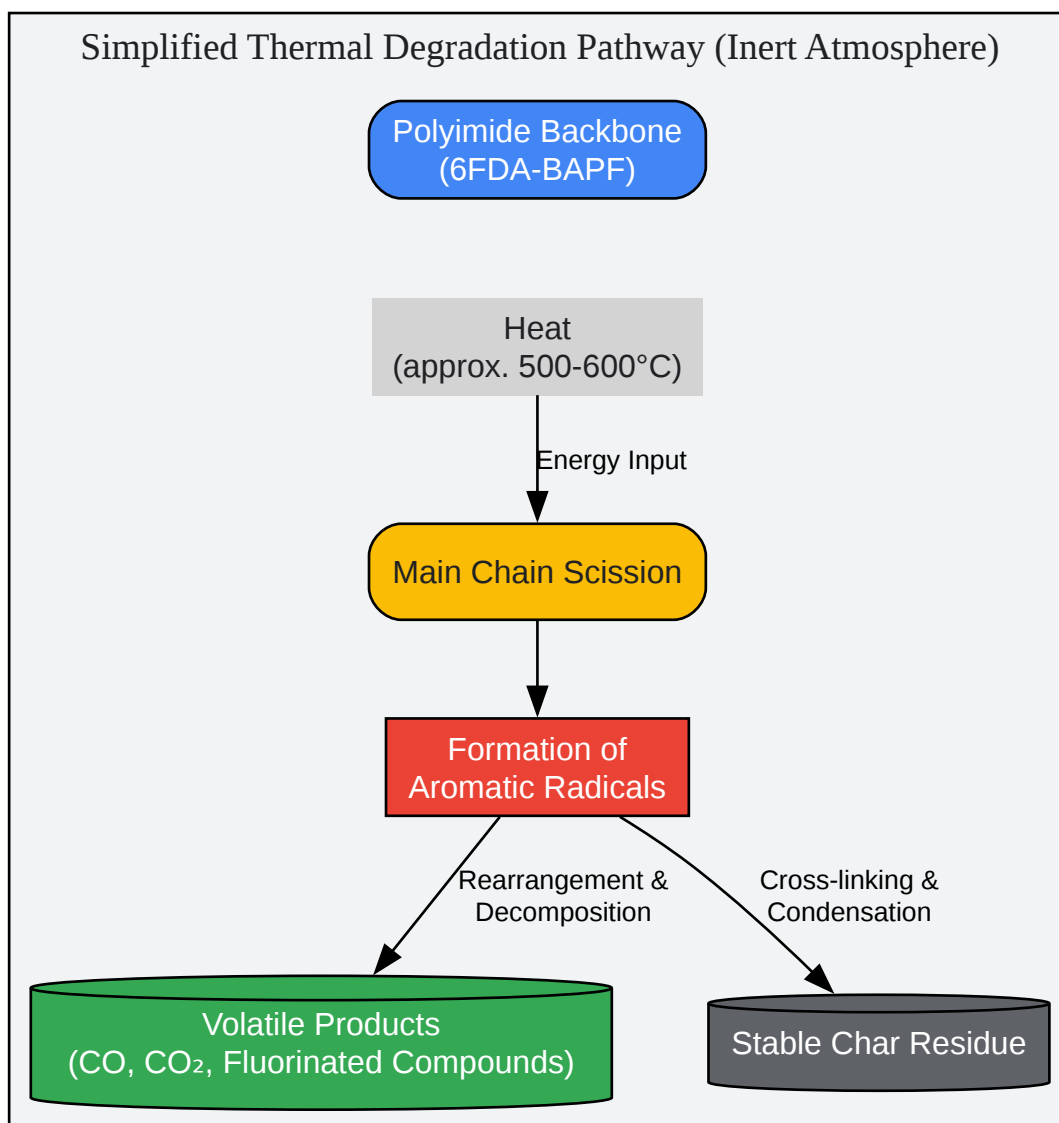 Simplified Thermal Degradation Pathway (Inert Atmosphere)
Polyimide Backbone
(6FDA-BAPF)
Heat
(approx. 500-600°C)
Energy Input
Main Chain Scission
Formation of
Aromatic Radicals
Rearrangement &
Decomposition
Cross-linking &
Condensation
Volatile Products
(CO, CO₂, Fluorinated Compounds)
Stable Char Residue